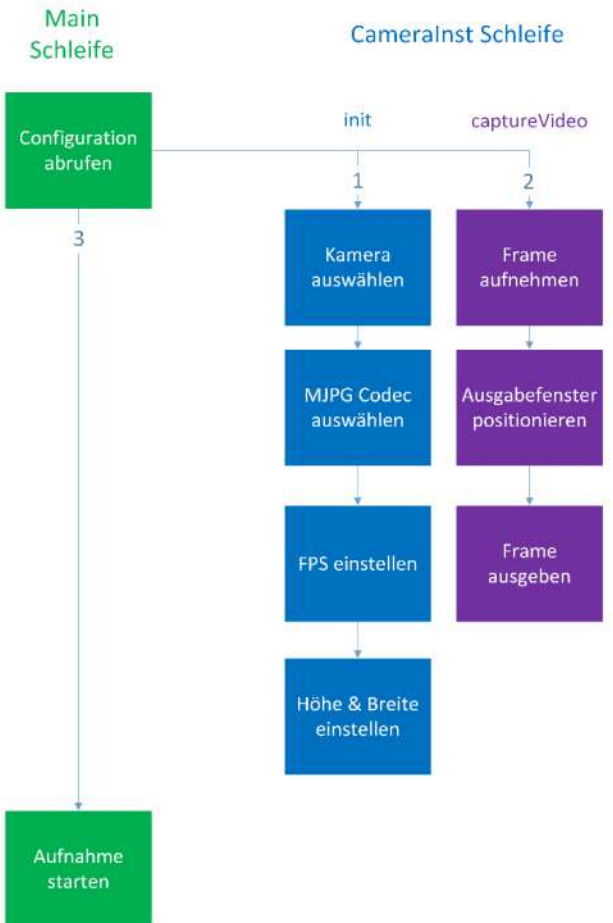 Main
Schleife
CameraInst Schleife
Configuration
abrufen
init
captureVideo
1
2
3
Kamera
auswählen
Frame
aufnehmen
MJPG Codec
auswählen
Ausgabefenster
positionieren
FPS einstellen
Frame
ausgeben
Höhe & Breite
einstellen
Aufnahme
starten